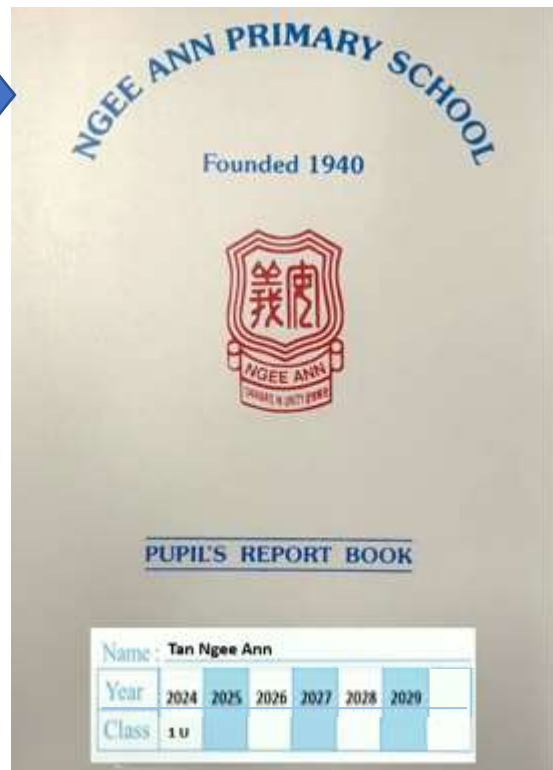 NGEE ANN PRIMARY SCHOOL
Founded 1940
義安
NGEE ANN
PUPIL'S REPORT BOOK
Name : Tan Ngee Ann
Year 2024 2025 2026 2027 2028 2029
Class 1 U